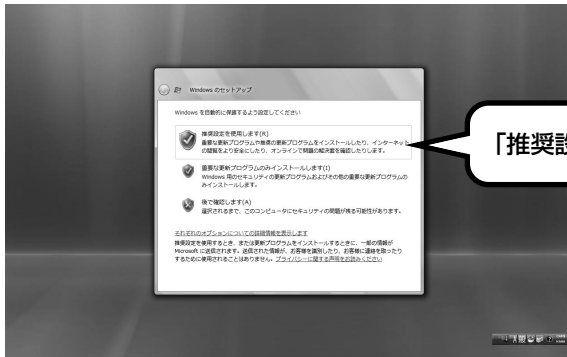 Windows のセットアップ
Windows を自動的に保護するよう設定してください
推奨設定を使用します(R)
重要な更新プログラムや推奨の更新プログラムをインストールしたり、インターネット
の閲覧をより安全にしたり、オンラインで問題の解決策を確認したりします。
「推奨設
重要な更新プログラムのみインストールします(I)
Windows 用のセキュリティの更新プログラムおよびその他の重要な更新プログラムの
みインストールします。
後で確認します(A)
選択されるまで、このコンピュータにセキュリティの問題が残る可能性があります。
それぞれのオプションについての詳細情報を表示します
推奨設定を使用するとき、または更新プログラムをインストールするときに、一部の情報が
Microsoft に送信されます。送信された情報が、お客様を識別したり、お客様に連絡を取ったり
するために使用されることはありません。プライバシーに関する声明をお読みください